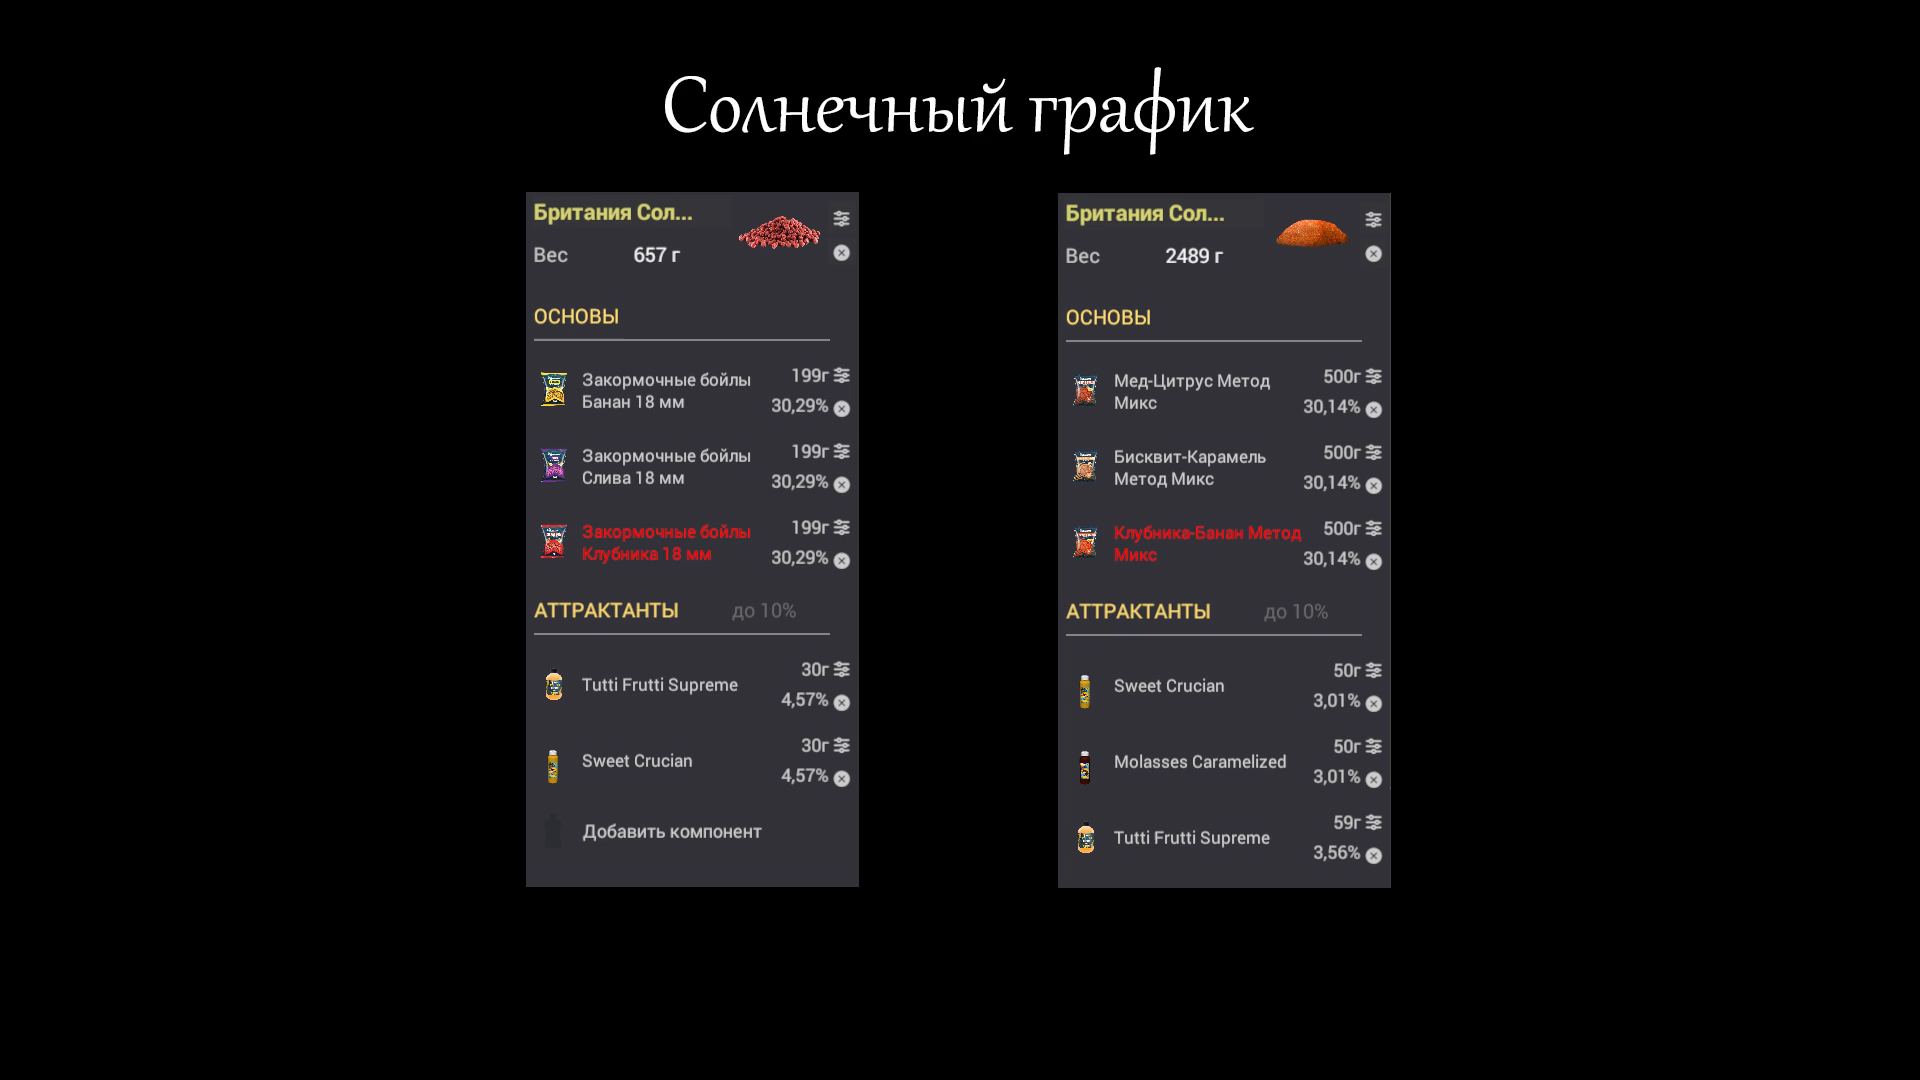 Солнечный график
Британия Сол...
Вес 657 г
ОСНОВЫ
Закормочные бойлы 199г
Банан 18 мм 30,29%
Закормочные бойлы 199г
Слива 18 мм 30,29%
Закормочные бойлы 199г
Клубника 18 мм 30,29%
АТТРАКТАНТЫ до 10%
30г
Tutti Frutti Supreme
4,57%
30г
Sweet Crucian
4,57%
Добавить компонент
Британия Сол...
Вес 2489 г
ОСНОВЫ
Мед-Цитрус Метод 500г
Микс 30,14%
Бисквит-Карамель 500г
Метод Микс 30,14%
Клубника-Банан Метод 500г
Микс 30,14%
АТТРАКТАНТЫ до 10%
50г
Sweet Crucian
3,01%
50г
Molasses Caramelized
3,01%
59г
Tutti Frutti Supreme
3,56%